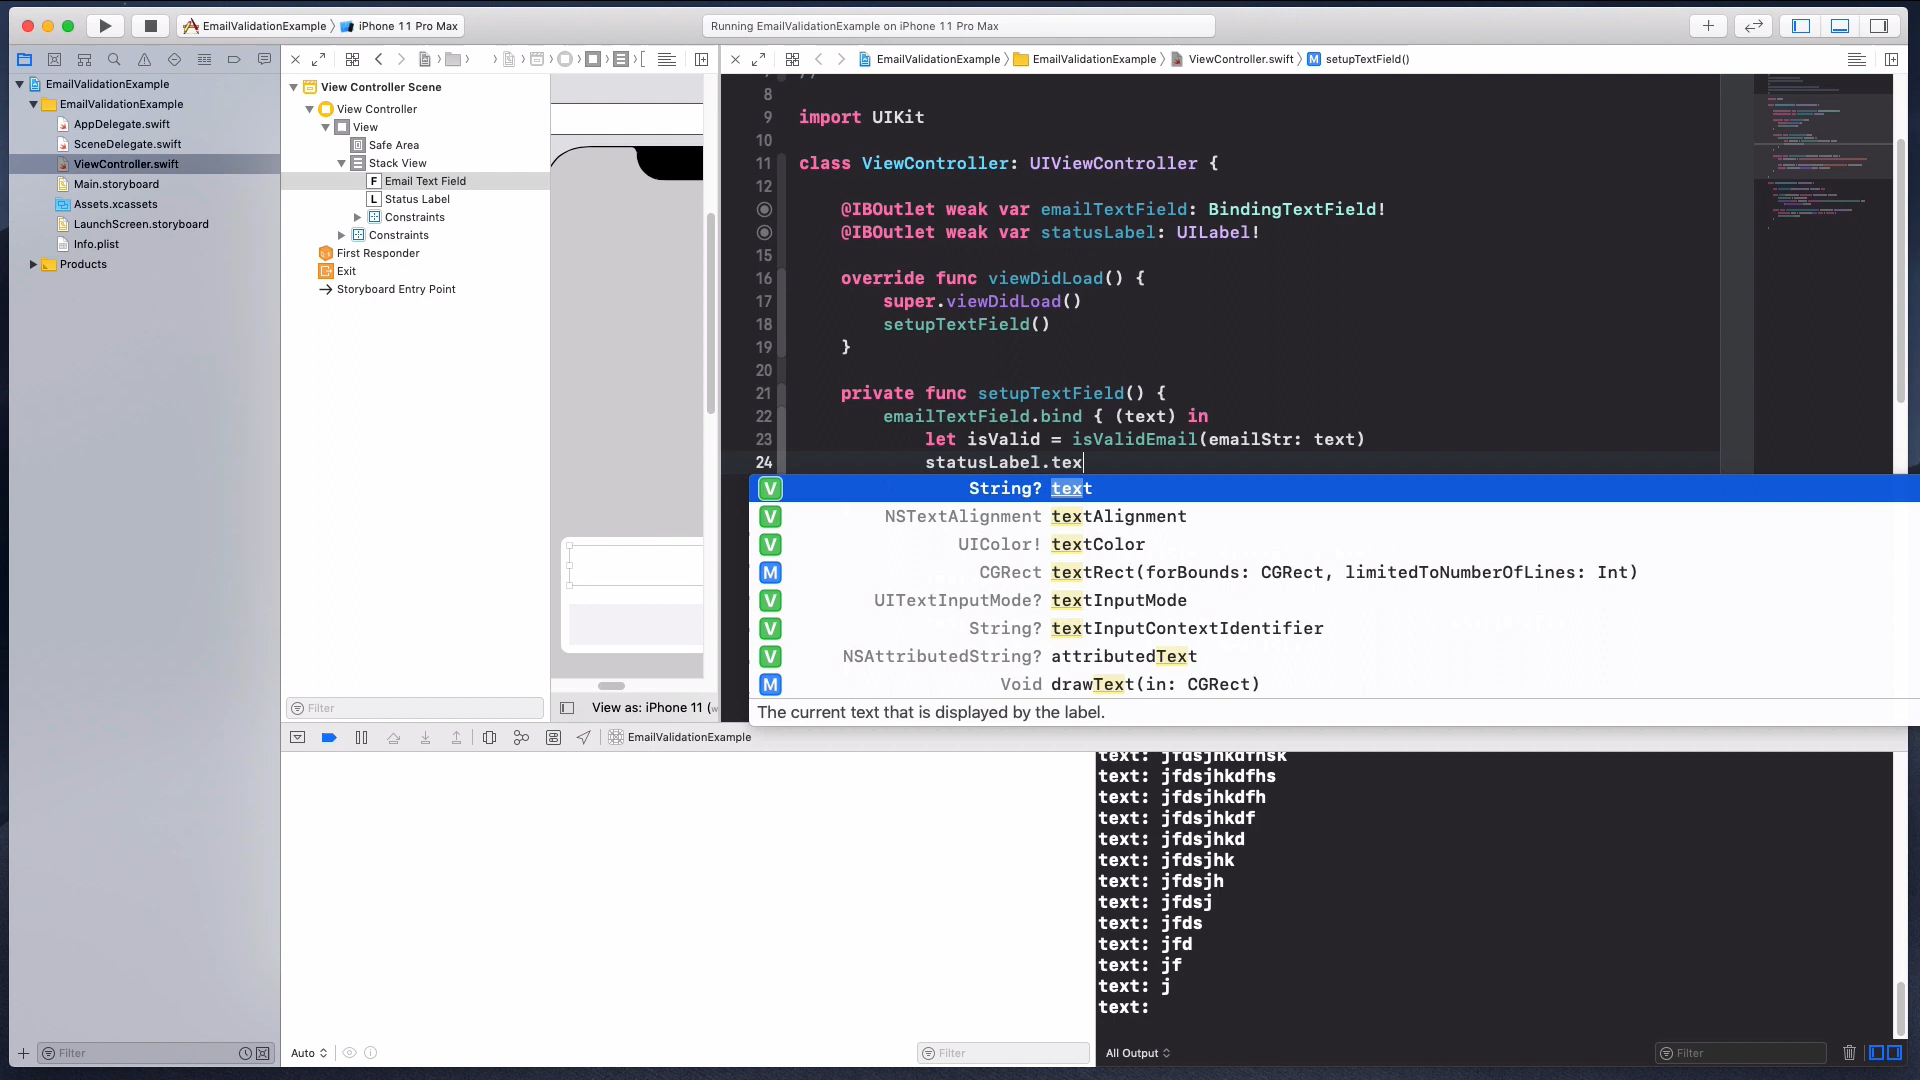 EmailValidationExample
iPhone 11 Pro Max
Running EmailValidationExample on iPhone 11 Pro Max
EmailValidationExample
EmailValidationExample
AppDelegate.swift
SceneDelegate.swift
ViewController.swift
Main.storyboard
Assets.xcassets
LaunchScreen.storyboard
Info.plist
Products
Filter
View Controller Scene
View Controller
View
Safe Area
Stack View
F Email Text Field
L Status Label
Constraints
Constraints
First Responder
Exit
Storyboard Entry Point
Filter
View as: iPhone 11 (w
EmailValidationExample
EmailValidationExample
ViewController.swift
M setupTextField()
8
9 import UIKit
10
11 class ViewController: UIViewController {
12
@IBOutlet weak var emailTextField: BindingTextField!
@IBOutlet weak var statusLabel: UILabel!
15
16 override func viewDidLoad() {
17 super.viewDidLoad()
18 setupTextField()
19 }
20
21 private func setupTextField() {
22 emailTextField.bind { (text) in
23 let isValid = isValidEmail(emailStr: text)
24 statusLabel.tex
V String? text
V NSTextAlignment textAlignment
V UIColor! textColor
M CGRect textRect(forBounds: CGRect, limitedToNumberOfLines: Int)
V UITextInputMode? textInputMode
V String? textInputContextIdentifier
V NSAttributedString? attributedText
M Void drawText(in: CGRect)
The current text that is displayed by the label.
EmailValidationExample
text: jfdsjhkdfhsk
text: jfdsjhkdfhs
text: jfdsjhkdfh
text: jfdsjhkdf
text: jfdsjhkd
text: jfdsjhk
text: jfdsjh
text: jfdsj
text: jfds
text: jfd
text: jf
text: j
text:
Auto
Filter
All Output
Filter